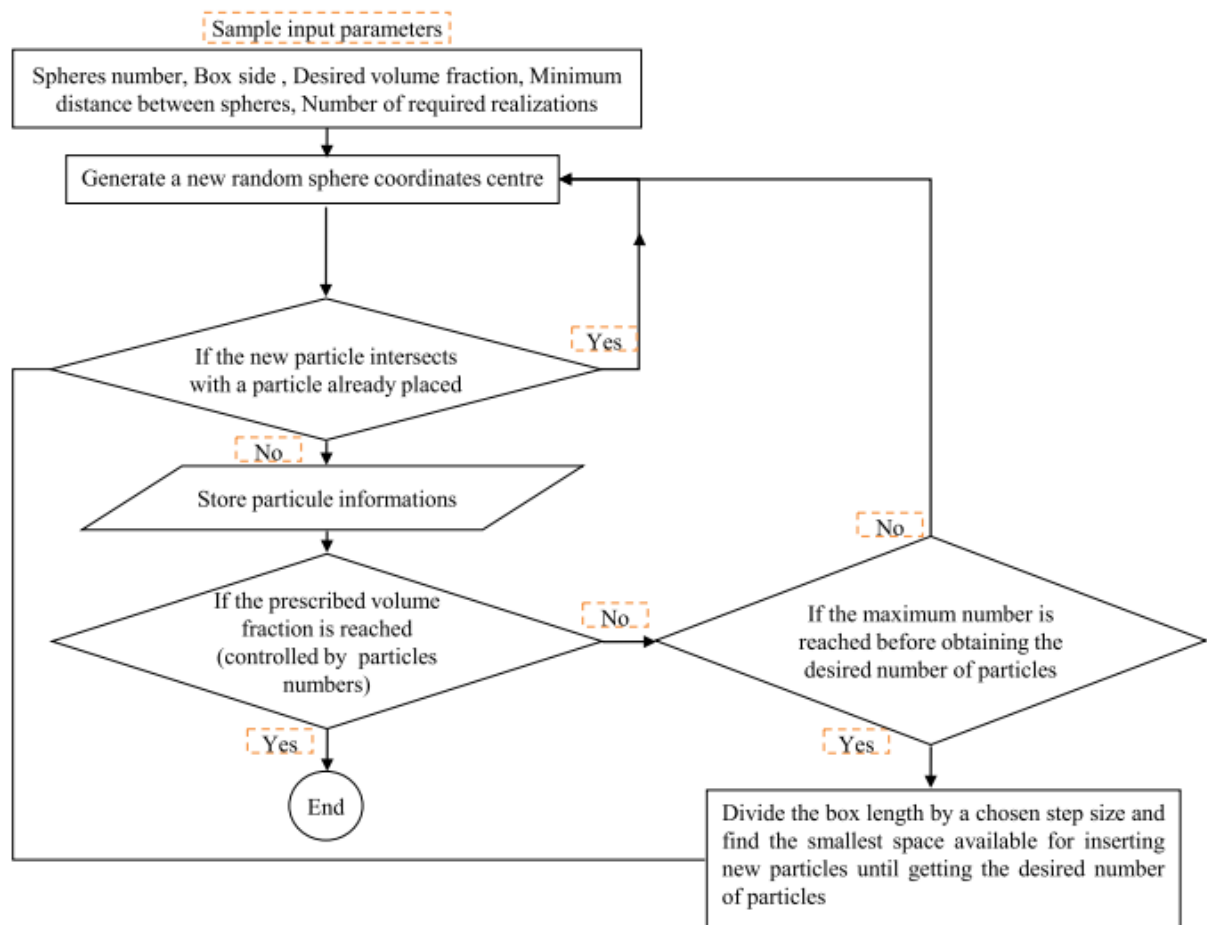 Sample input parameters
Spheres number, Box side , Desired volume fraction, Minimum
distance between spheres, Number of required realizations
Generate a new random sphere coordinates centre
Yes
If the new particle intersects
with a particle already placed
No
Store particule informations
No
If the prescribed volume
fraction is reached
(controlled by particles
numbers)
No
If the maximum number is
reached before obtaining the
desired number of particles
Yes
Yes
End
Divide the box length by a chosen step size and
find the smallest space available for inserting
new particles until getting the desired number
of particles